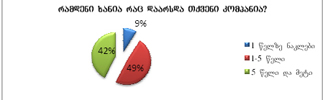 რამდენი ხანია რაც დაარსდა თქვენი კომპანია?
9%
42%
49%
1 წელზე ნაკლები
1-5 წელი
5 წელი და მეტი